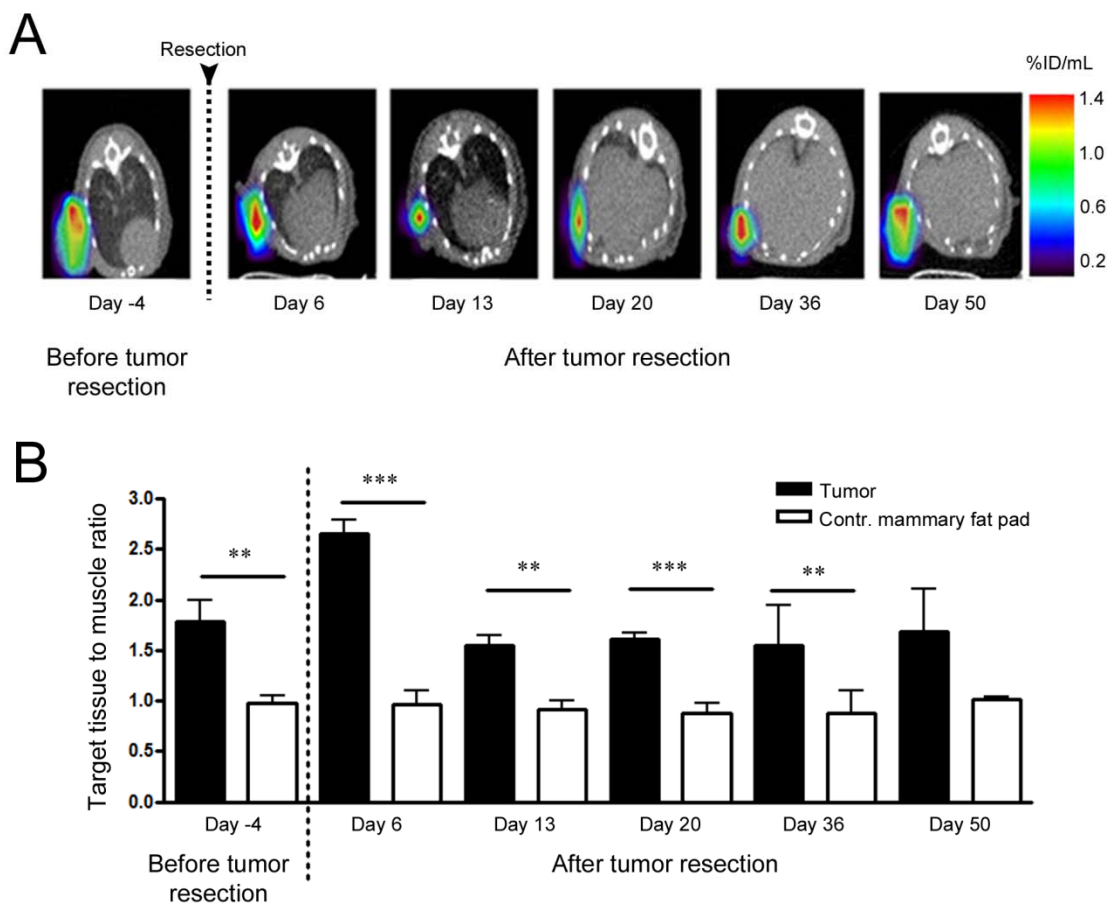 A
Resection
%ID/mL
1.4
1.0
0.6
0.2
Day -4
Day 6
Day 13
Day 20
Day 36
Day 50
Before tumor
resection
After tumor resection
B
Target tissue to muscle ratio
3.0
2.5
2.0
1.5
1.0
0.5
0.0
**
***
**
***
**
Tumor
Contr. mammary fat pad
Day -4
Day 6
Day 13
Day 20
Day 36
Day 50
Before tumor
resection
After tumor resection